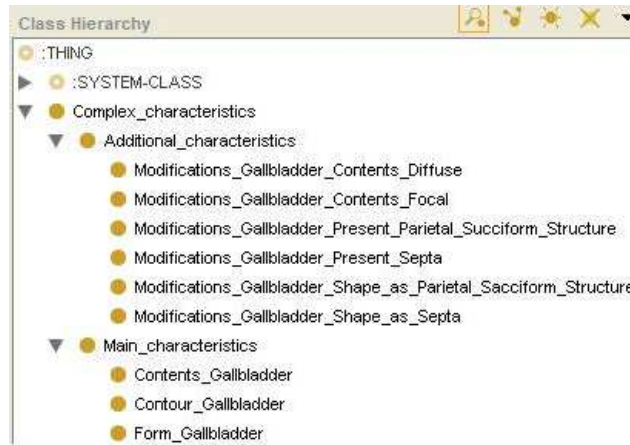 Class Hierarchy
:THING
:SYSTEM-CLASS
Complex_characteristics
Additional_characteristics
Modifications_Gallbladder_Contents_Diffuse
Modifications_Gallbladder_Contents_Focal
Modifications_Gallbladder_Present_Parietal_Succiform_Structure
Modifications_Gallbladder_Present_Septa
Modifications_Gallbladder_Shape_as_Parietal_Sacciform_Structure
Modifications_Gallbladder_Shape_as_Septa
Main_characteristics
Contents_Gallbladder
Contour_Gallbladder
Form_Gallbladder